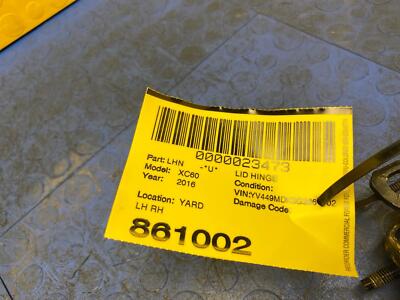 0000023473
Part: LHN -"U" LID HINGE
Model: XC60 Condition:
Year: 2016
Damage Code:
Location: YARD
LH RH
861002